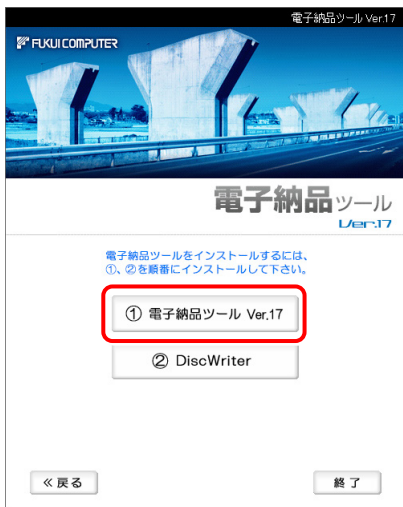 電子納品ツール Ver.17
FUKUI COMPUTER
電子納品ツール
Ver.17
電子納品ツールをインストールするには、
①、②を順番にインストールして下さい。
① 電子納品ツール Ver.17
② DiscWriter
≪戻る
終了